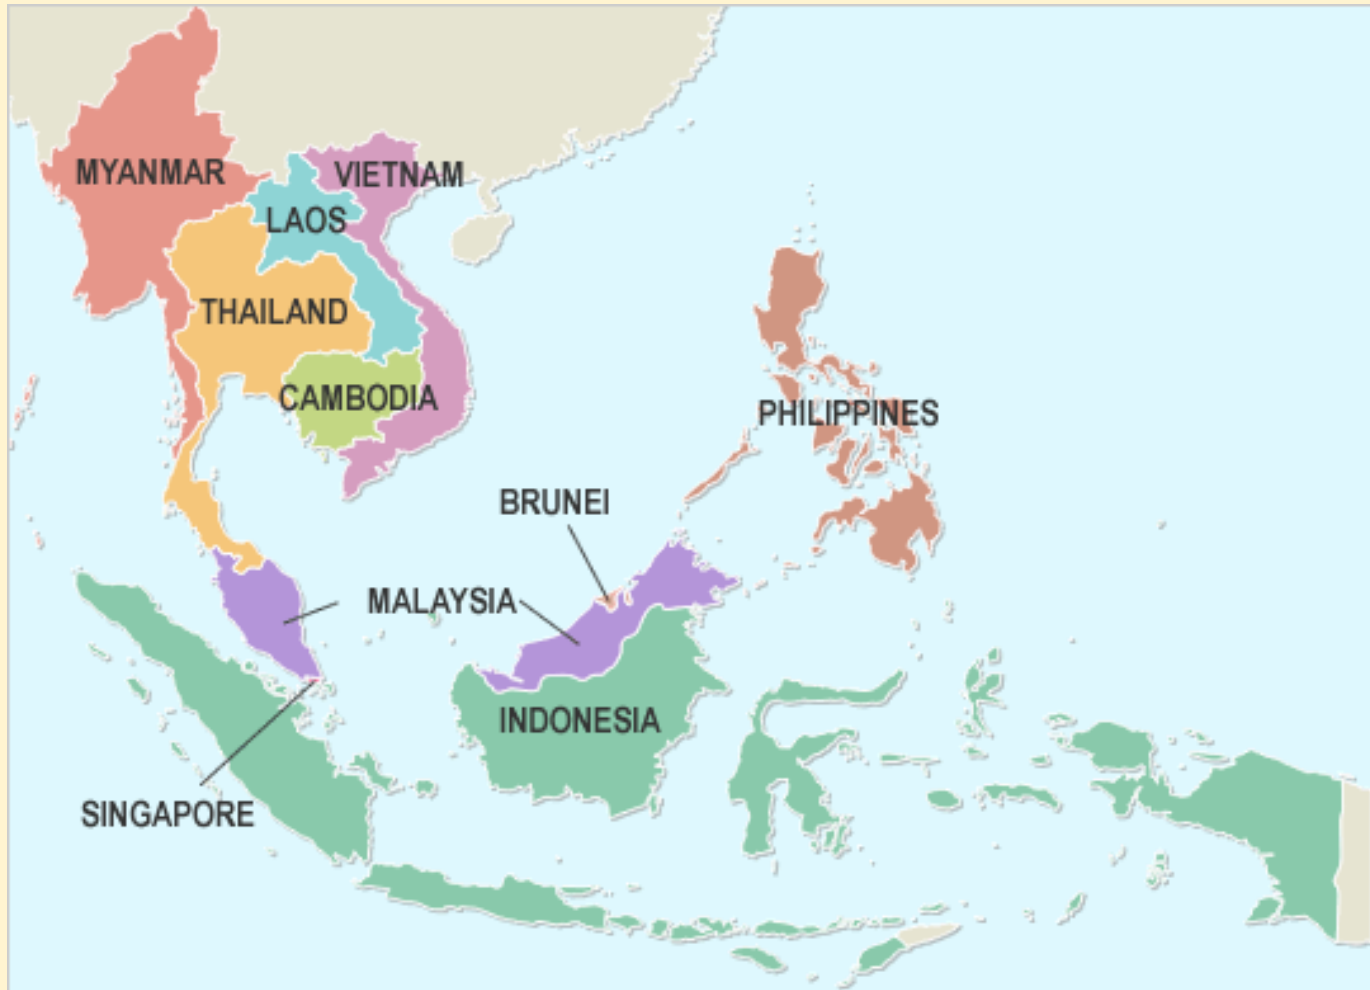 MYANMAR
VIETNAM
LAOS
THAILAND
CAMBODIA
PHILIPPINES
BRUNEI
MALAYSIA
INDONESIA
SINGAPORE